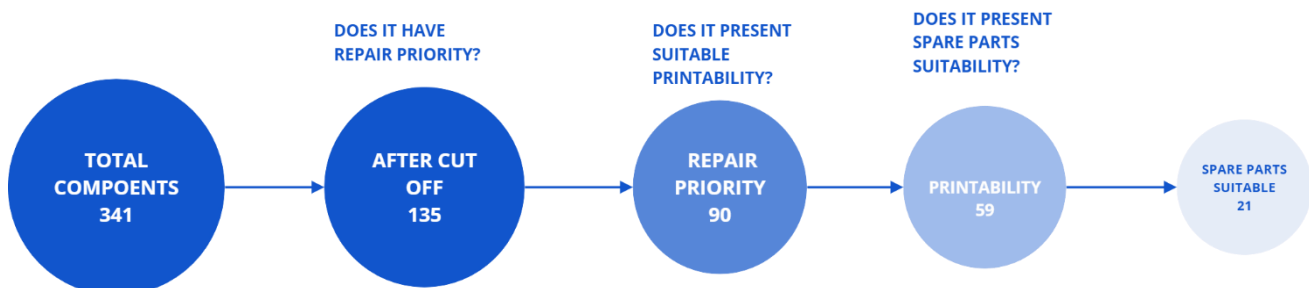 DOES IT HAVE
REPAIR PRIORITY?
DOES IT PRESENT
SUITABLE
PRINTABILITY?
DOES IT PRESENT
SPARE PARTS
SUITABILITY?
TOTAL
COMPOENTS
341
AFTER CUT
OFF
135
REPAIR
PRIORITY
90
PRINTABILITY
59
SPARE PARTS
SUITABLE
21